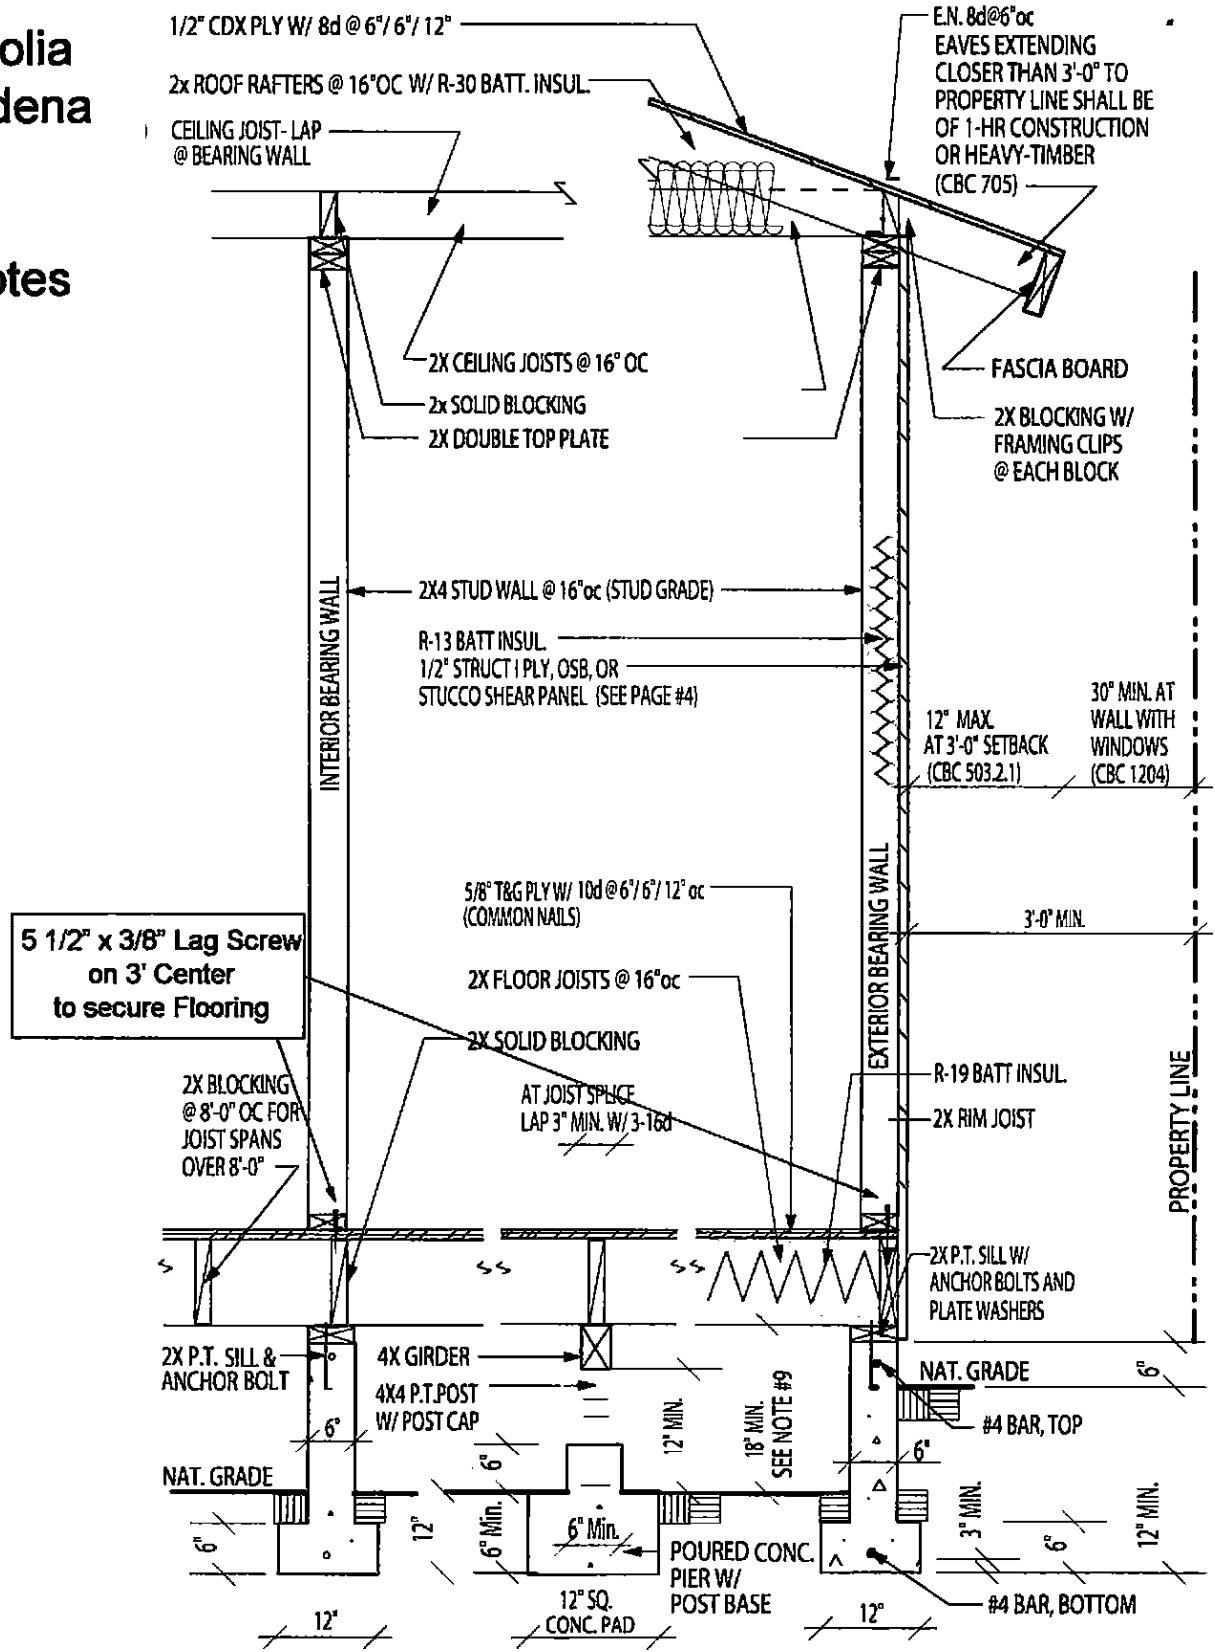 olia
dena
otes
1/2" CDX PLY W/ 8d @ 6"/ 6"/ 12"
2x ROOF RAFTERS @ 16"OC W/ R-30 BATT. INSUL.
CEILING JOIST- LAP
@ BEARING WALL
E.N. 8d@6"oc
EAVES EXTENDING
CLOSER THAN 3'-0" TO
PROPERTY LINE SHALL BE
OF 1-HR CONSTRUCTION
OR HEAVY-TIMBER
(CBC 705)
2X CEILING JOISTS @ 16" OC
2x SOLID BLOCKING
2X DOUBLE TOP PLATE
FASCIA BOARD
2X BLOCKING W/
FRAMING CLIPS
@ EACH BLOCK
INTERIOR BEARING WALL
2X4 STUD WALL @ 16"oc (STUD GRADE)
R-13 BATT INSUL.
1/2" STRUCT I PLY, OSB, OR
STUCCO SHEAR PANEL (SEE PAGE #4)
12" MAX.
AT 3'-0" SETBACK
(CBC 503.2.1)
30" MIN. AT
WALL WITH
WINDOWS
(CBC 1204)
5/8" T&G PLY W/ 10d @ 6"/ 6"/ 12" oc
(COMMON NAILS)
EXTERIOR BEARING WALL
3'-0" MIN.
5 1/2" x 3/8" Lag Screw
on 3' Center
to secure Flooring
2X FLOOR JOISTS @ 16"oc
2X SOLID BLOCKING
2X BLOCKING
@ 8'-0" OC FOR
JOIST SPANS
OVER 8'-0"
AT JOIST SPLICE
LAP 3" MIN. W/ 3-16d
R-19 BATT INSUL.
2X RIM JOIST
PROPERTY LINE
2X P.T. SILL W/
ANCHOR BOLTS AND
PLATE WASHERS
2X P.T. SILL &
ANCHOR BOLT
4X GIRDER
4X4 P.T.POST
W/ POST CAP
12" MIN.
18" MIN.
SEE NOTE #9
NAT. GRADE
6"
#4 BAR, TOP
6"
6"
NAT. GRADE
6"
6"
12"
6" Min.
6" Min.
POURED CONC.
PIER W/
POST BASE
3" MIN.
6"
12" MIN.
#4 BAR, BOTTOM
12"
12" SQ.
CONC. PAD
12"